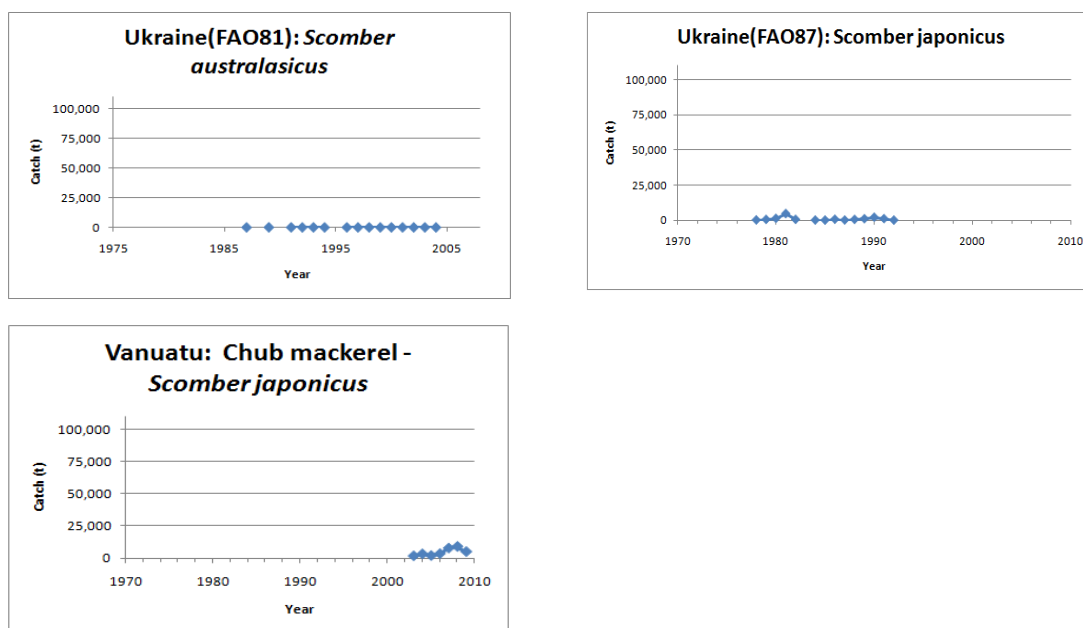 Ukraine(FAO81): Scomber
australasicus
100,000
75,000
50,000
25,000
0
Catch (t)
1975 1985 1995 2005
Year
Ukraine(FAO87): Scomber japonicus
100,000
75,000
50,000
25,000
0
Catch (t)
1970 1980 1990 2000 2010
Year
Vanuatu: Chub mackerel -
Scomber japonicus
100,000
75,000
50,000
25,000
0
Catch (t)
1970 1980 1990 2000 2010
Year